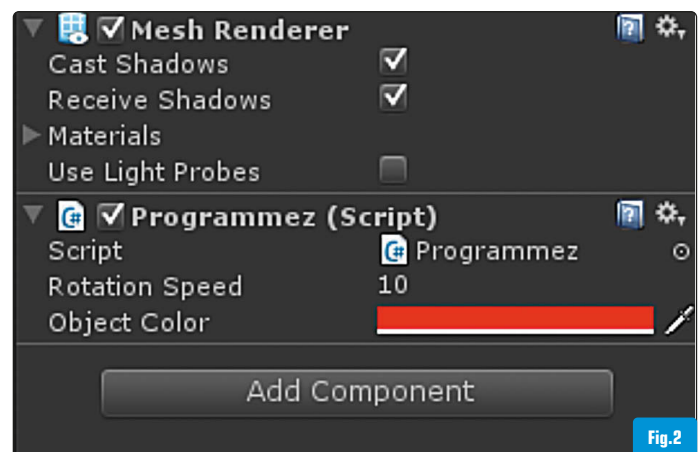 Mesh Renderer
Cast Shadows
Receive Shadows
Materials
Use Light Probes
C# Programmez (Script)
Script C# Programmez
Rotation Speed 10
Object Color
Add Component
Fig.2